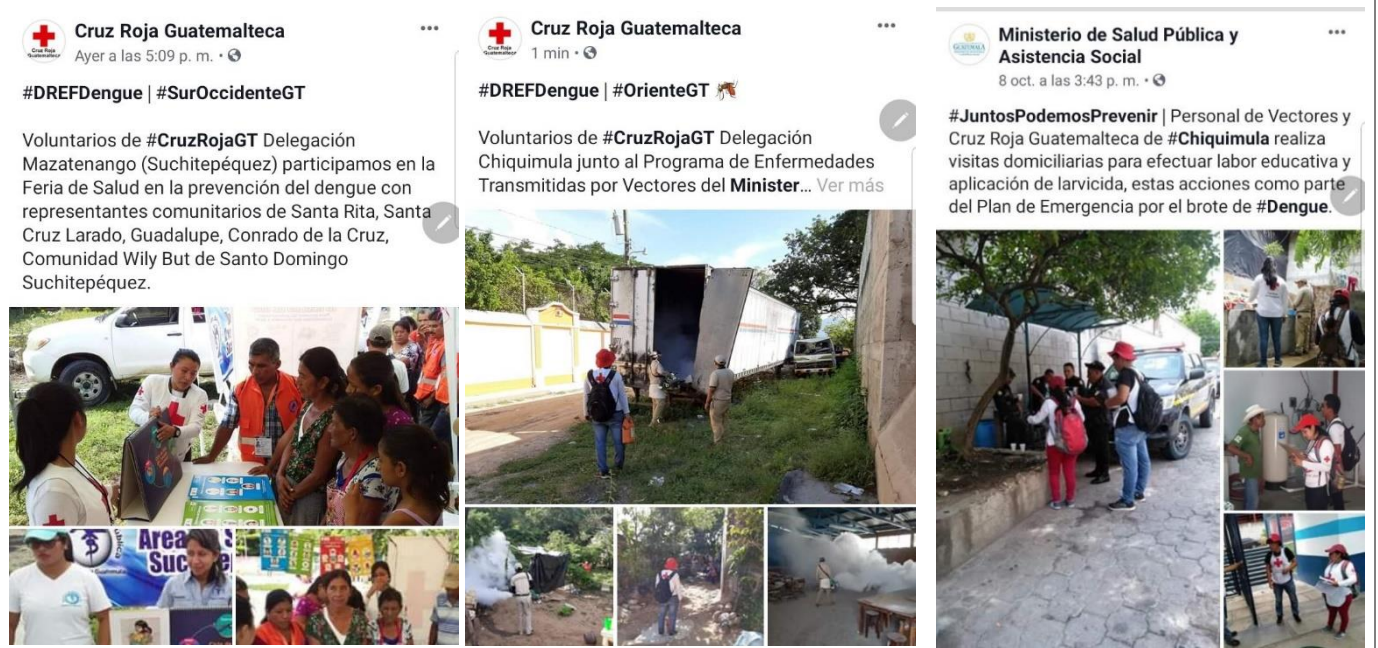 Cruz Roja Guatemalteca
Ayer a las 5:09 p. m.
#DREFDengue | #SurOccidenteGT
Voluntarios de #CruzRojaGT Delegación
Mazatenango (Suchitepéquez) participamos en la
Feria de Salud en la prevención del dengue con
representantes comunitarios de Santa Rita, Santa
Cruz Larado, Guadalupe, Conrado de la Cruz,
Comunidad Wily But de Santo Domingo
Suchitepéquez.
Cruz Roja Guatemalteca
1 min
#DREFDengue | #OrienteGT
Voluntarios de #CruzRojaGT Delegación
Chiquimula junto al Programa de Enfermedades
Transmitidas por Vectores del Minister... Ver más
Ministerio de Salud Pública y
Asistencia Social
8 oct. a las 3:43 p. m.
#JuntosPodemosPrevenir | Personal de Vectores y
Cruz Roja Guatemalteca de #Chiquimula realiza
visitas domiciliarias para efectuar labor educativa y
aplicación de larvicida, estas acciones como parte
del Plan de Emergencia por el brote de #Dengue.